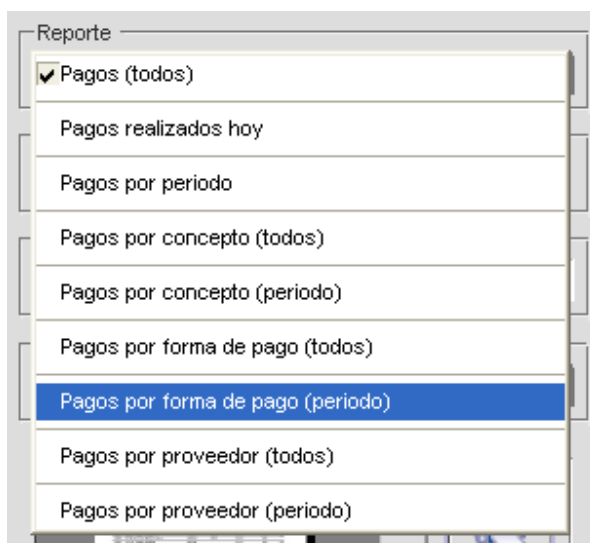 Reporte
Pagos (todos)
Pagos realizados hoy
Pagos por periodo
Pagos por concepto (todos)
Pagos por concepto (periodo)
Pagos por forma de pago (todos)
Pagos por forma de pago (periodo)
Pagos por proveedor (todos)
Pagos por proveedor (periodo)